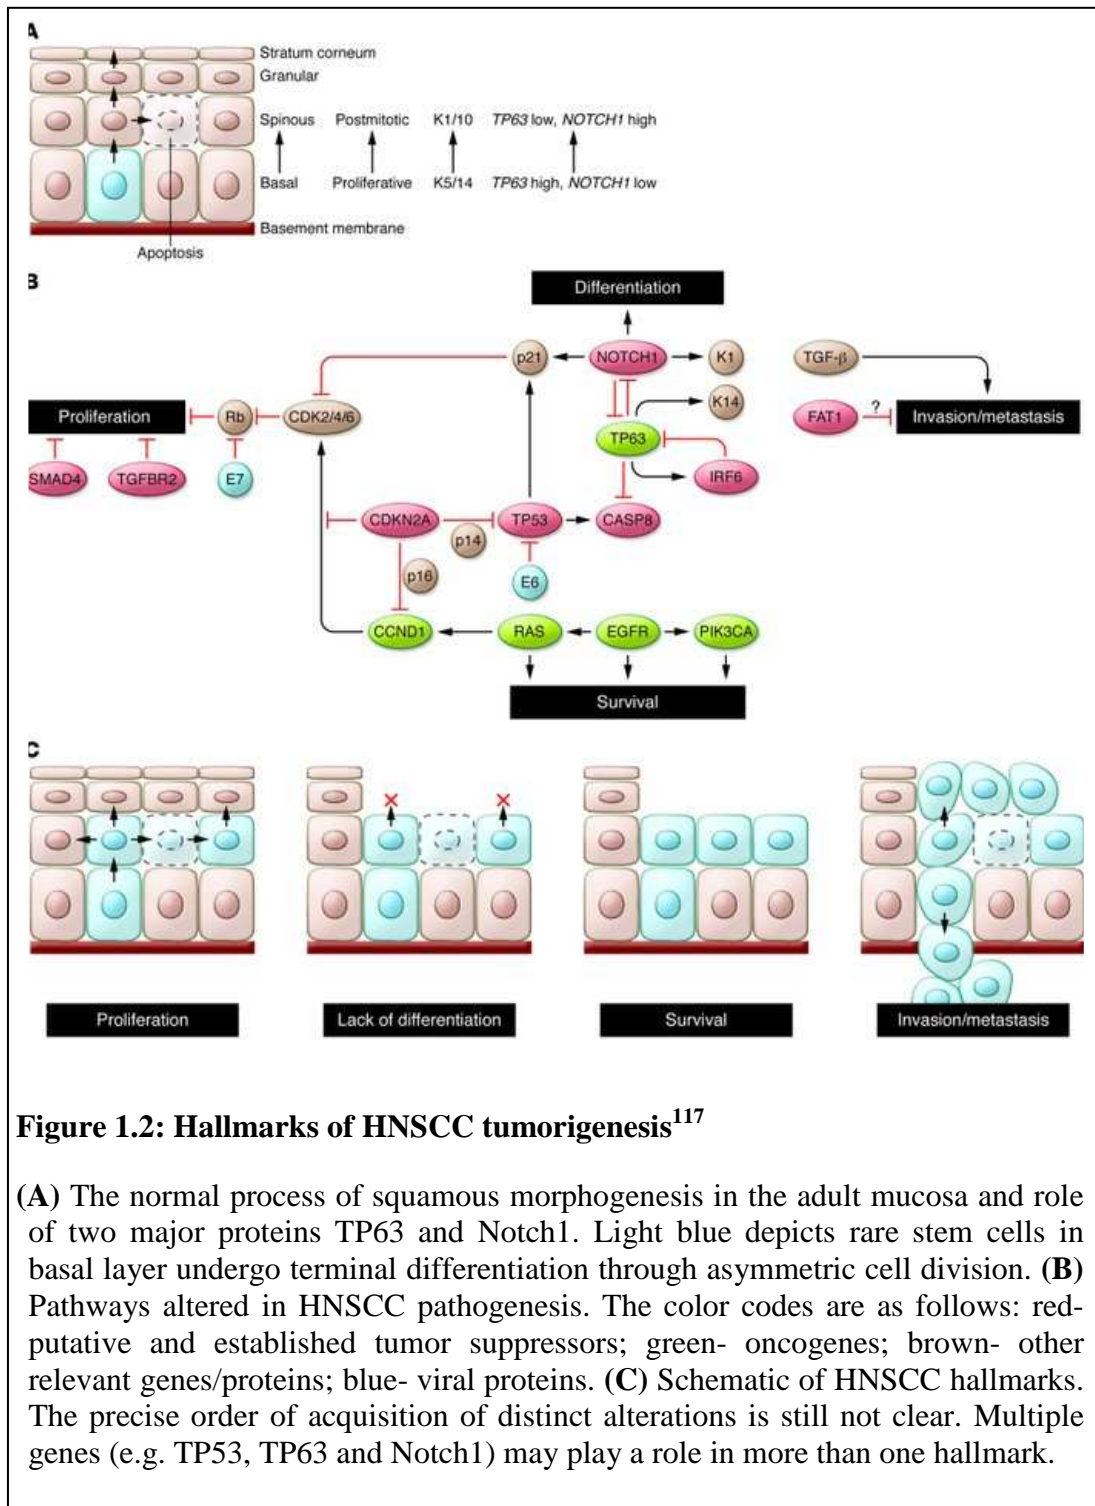 A
Stratum corneum
Granular
Spinous Postmitotic K1/10 TP63 low, NOTCH1 high
Basal Proliferative K5/14 TP63 high, NOTCH1 low
Basement membrane
Apoptosis
B
Differentiation
p21 NOTCH1 K1 TGF-β
Proliferation Rb CDK2/4/6 K14 FAT1 ? Invasion/metastasis
TP63
SMAD4 TGFBR2 E7 IRF6
CDKN2A TP53 CASP8
p14
p16 E6
CCND1 RAS EGFR PIK3CA
Survival
C
Proliferation Lack of differentiation Survival Invasion/metastasis
Figure 1.2: Hallmarks of HNSCC tumorigenesis117
(A) The normal process of squamous morphogenesis in the adult mucosa and role
of two major proteins TP63 and Notch1. Light blue depicts rare stem cells in
basal layer undergo terminal differentiation through asymmetric cell division. (B)
Pathways altered in HNSCC pathogenesis. The color codes are as follows: red-
putative and established tumor suppressors; green- oncogenes; brown- other
relevant genes/proteins; blue- viral proteins. (C) Schematic of HNSCC hallmarks.
The precise order of acquisition of distinct alterations is still not clear. Multiple
genes (e.g. TP53, TP63 and Notch1) may play a role in more than one hallmark.